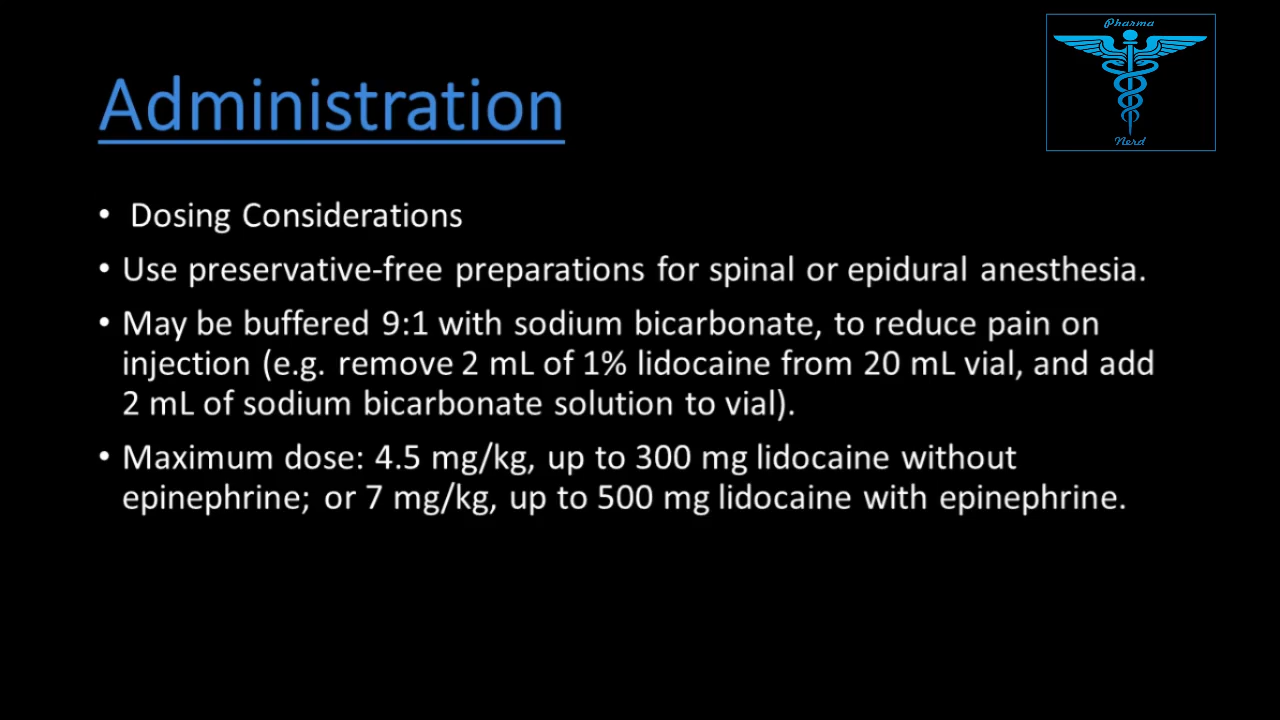 Pharma
Nerd
Administration
• Dosing Considerations
• Use preservative-free preparations for spinal or epidural anesthesia.
• May be buffered 9:1 with sodium bicarbonate, to reduce pain on
injection (e.g. remove 2 mL of 1% lidocaine from 20 mL vial, and add
2 mL of sodium bicarbonate solution to vial).
• Maximum dose: 4.5 mg/kg, up to 300 mg lidocaine without
epinephrine; or 7 mg/kg, up to 500 mg lidocaine with epinephrine.